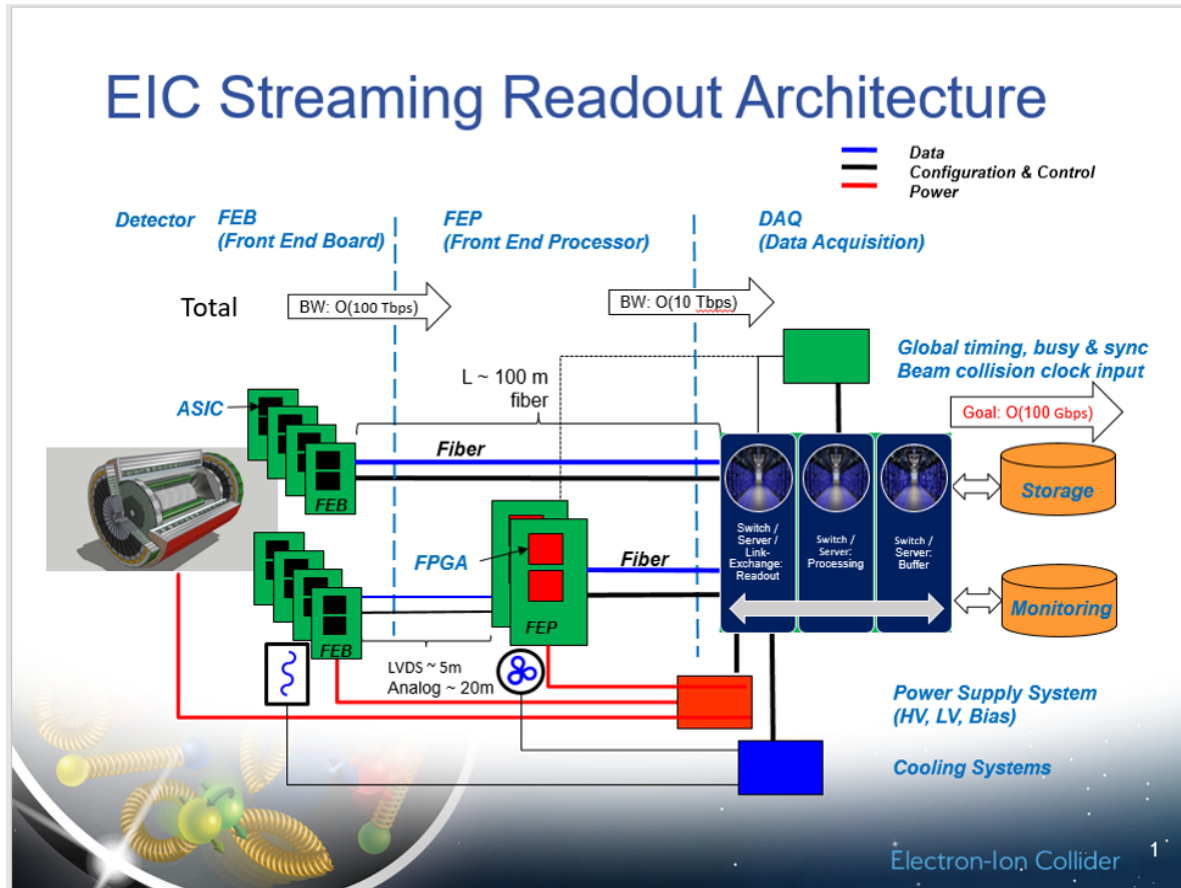 EIC Streaming Readout Architecture
Data
Configuration & Control
Power
Detector
FEB
(Front End Board)
FEP
(Front End Processor)
DAQ
(Data Acquisition)
Total
BW: O(100 Tbps)
BW: O(10 Tbps)
Global timing, busy & sync
Beam collision clock input
L ~ 100 m
fiber
ASIC
Goal: O(100 Gbps)
Fiber
FEB
Switch /
Server /
Link-
Exchange:
Readout
Switch /
Server:
Processing
Switch /
Server:
Buffer
Storage
FPGA
Fiber
FEP
Monitoring
FEB
LVDS ~ 5m
Analog ~ 20m
Power Supply System
(HV, LV, Bias)
Cooling Systems
Electron-Ion Collider
1